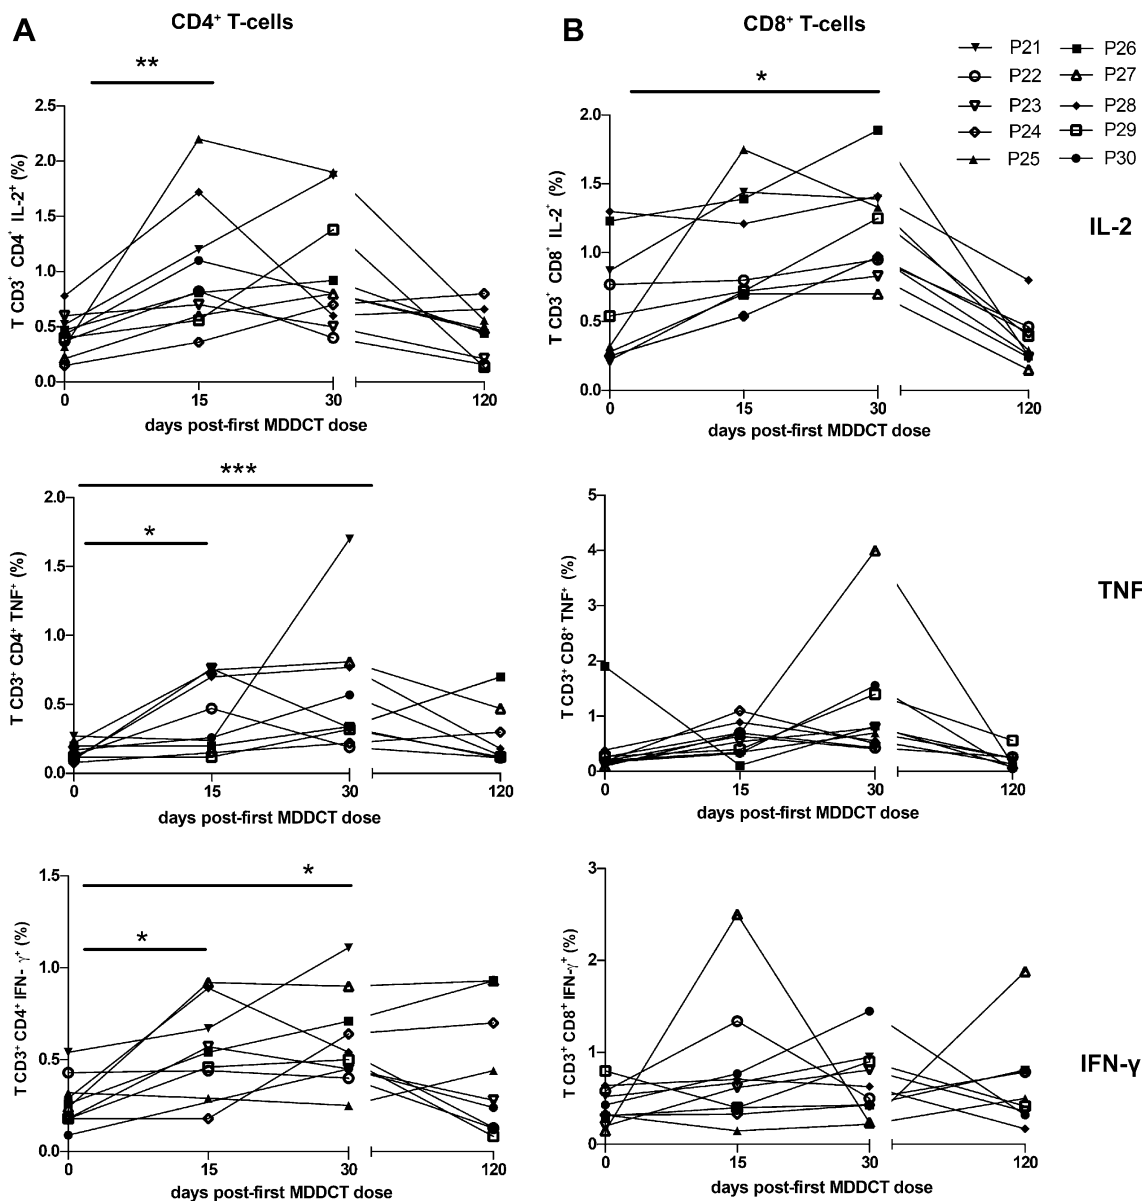 A
CD4+ T-cells
B
CD8+ T-cells
P21
P22
P23
P24
P25
P26
P27
P28
P29
P30
**
T CD3+ CD4+ IL-2+ (%)
2.5
2.0
1.5
1.0
0.5
0.0
0 15 30 120
days post-first MDDCT dose
*
T CD3+ CD8+ IL-2+ (%)
2.0
1.5
1.0
0.5
0.0
0 15 30 120
days post-first MDDCT dose
IL-2
***
*
T CD3+ CD4+ TNF+ (%)
2.0
1.5
1.0
0.5
0.0
0 15 30 120
days post-first MDDCT dose
T CD3+ CD8+ TNF+ (%)
5
4
3
2
1
0
0 15 30 120
days post-first MDDCT dose
TNF
*
*
T CD3+ CD4+ IFN- γ+ (%)
1.5
1.0
0.5
0.0
0 15 30 120
days post-first MDDCT dose
T CD3+ CD8+ IFN-γ+ (%)
3
2
1
0
0 15 30 120
days post-first MDDCT dose
IFN-γ